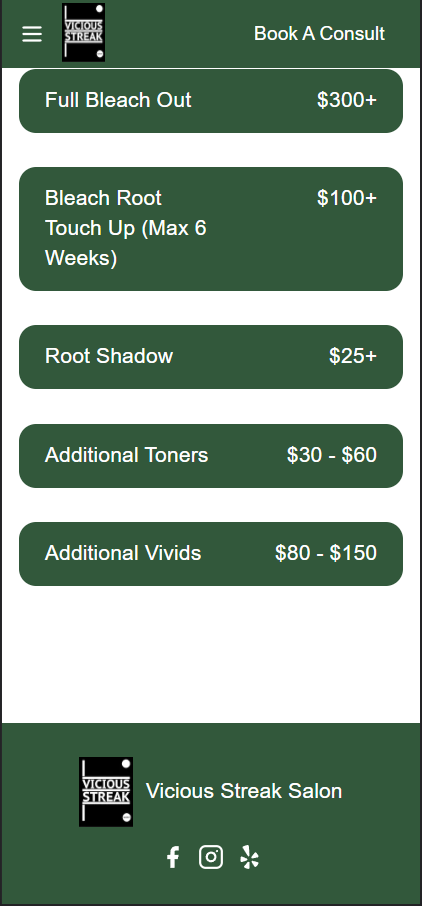 VICIOUS
STREAK
Book A Consult
Full Bleach Out $300+
Bleach Root $100+
Touch Up (Max 6
Weeks)
Root Shadow $25+
Additional Toners $30 - $60
Additional Vivids $80 - $150
VICIOUS
STREAK
Vicious Streak Salon